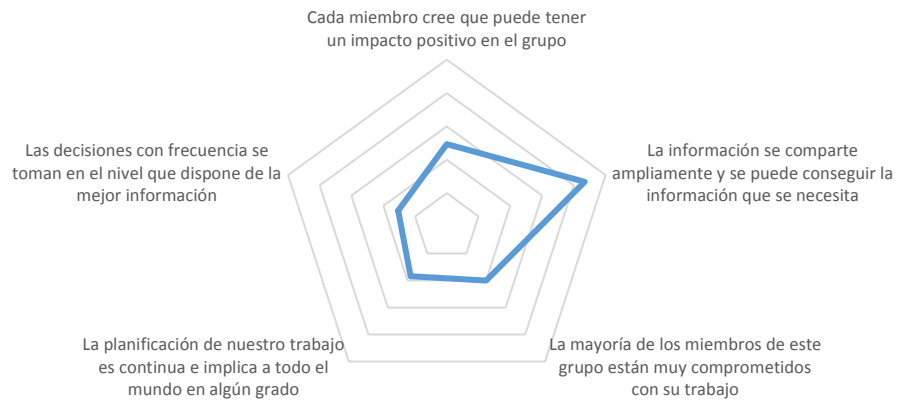 Cada miembro cree que puede tener
un impacto positivo en el grupo
La información se comparte
ampliamente y se puede conseguir la
información que se necesita
La mayoría de los miembros de este
grupo están muy comprometidos
con su trabajo
La planificación de nuestro trabajo
es continua e implica a todo el
mundo en algún grado
Las decisiones con frecuencia se
toman en el nivel que dispone de la
mejor información